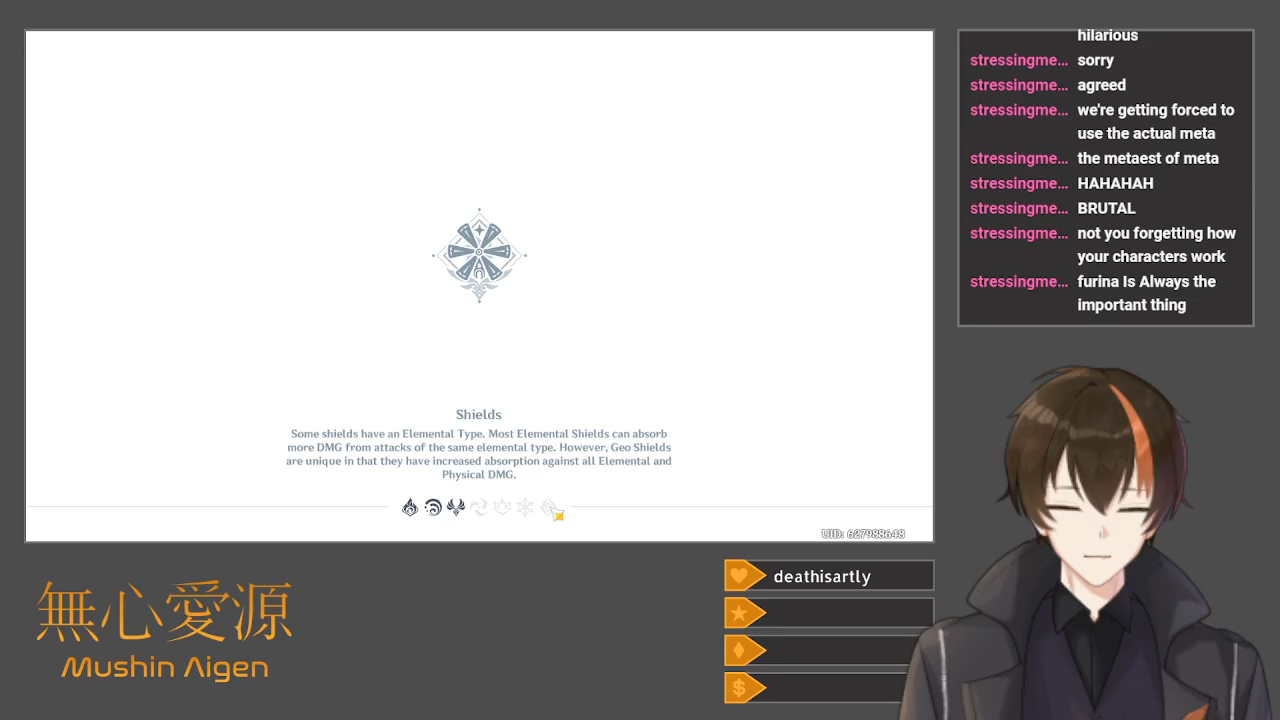 hilarious
stressingme... sorry
stressingme... agreed
stressingme... we're getting forced to
use the actual meta
stressingme... the metaest of meta
stressingme... HAHAHAH
stressingme... BRUTAL
stressingme... not you forgetting how
your characters work
stressingme... furina Is Always the
important thing
Shields
Some shields have an Elemental Type. Most Elemental Shields can absorb
more DMG from attacks of the same elemental type. However, Geo Shields
are unique in that they have increased absorption against all Elemental and
Physical DMG.
UID: 627988648
deathisartly
無心愛源
Mushin Aigen